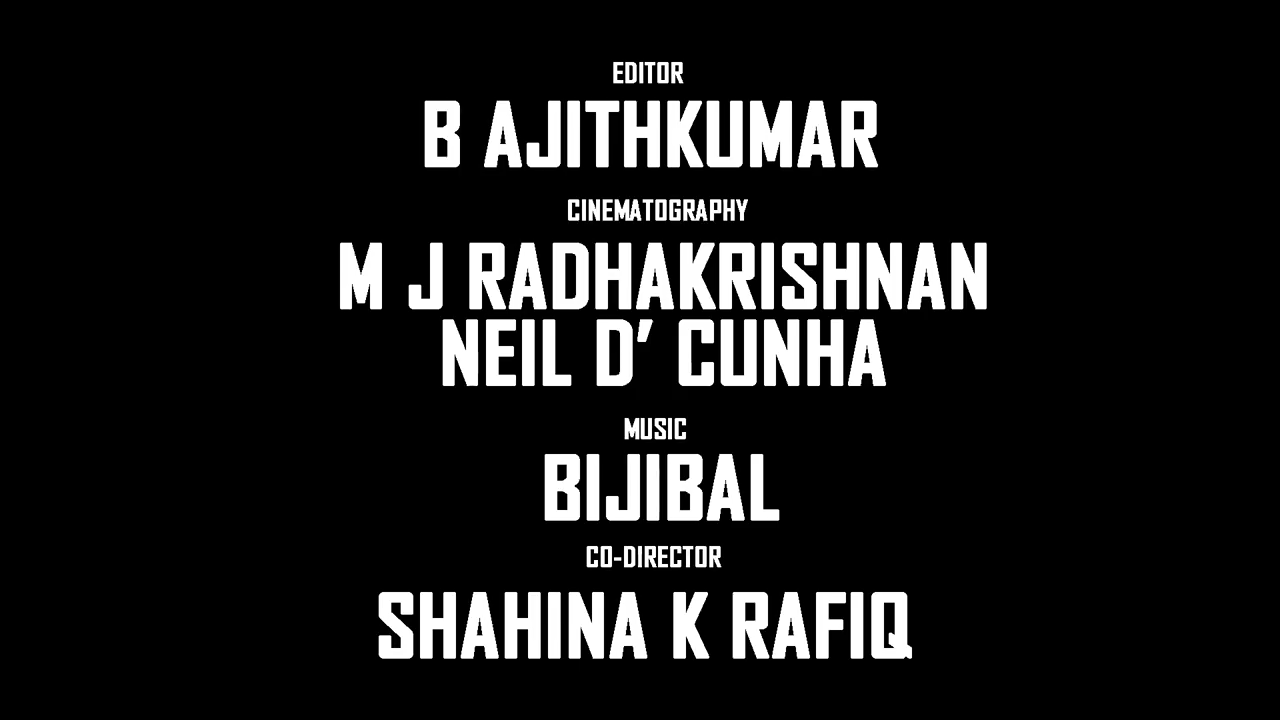 EDITOR
B AJITHKUMAR
CINEMATOGRAPHY
M J RADHAKRISHNAN
NEIL D' CUNHA
MUSIC
BIJIBAL
CO-DIRECTOR
SHAHINA K RAFIQ